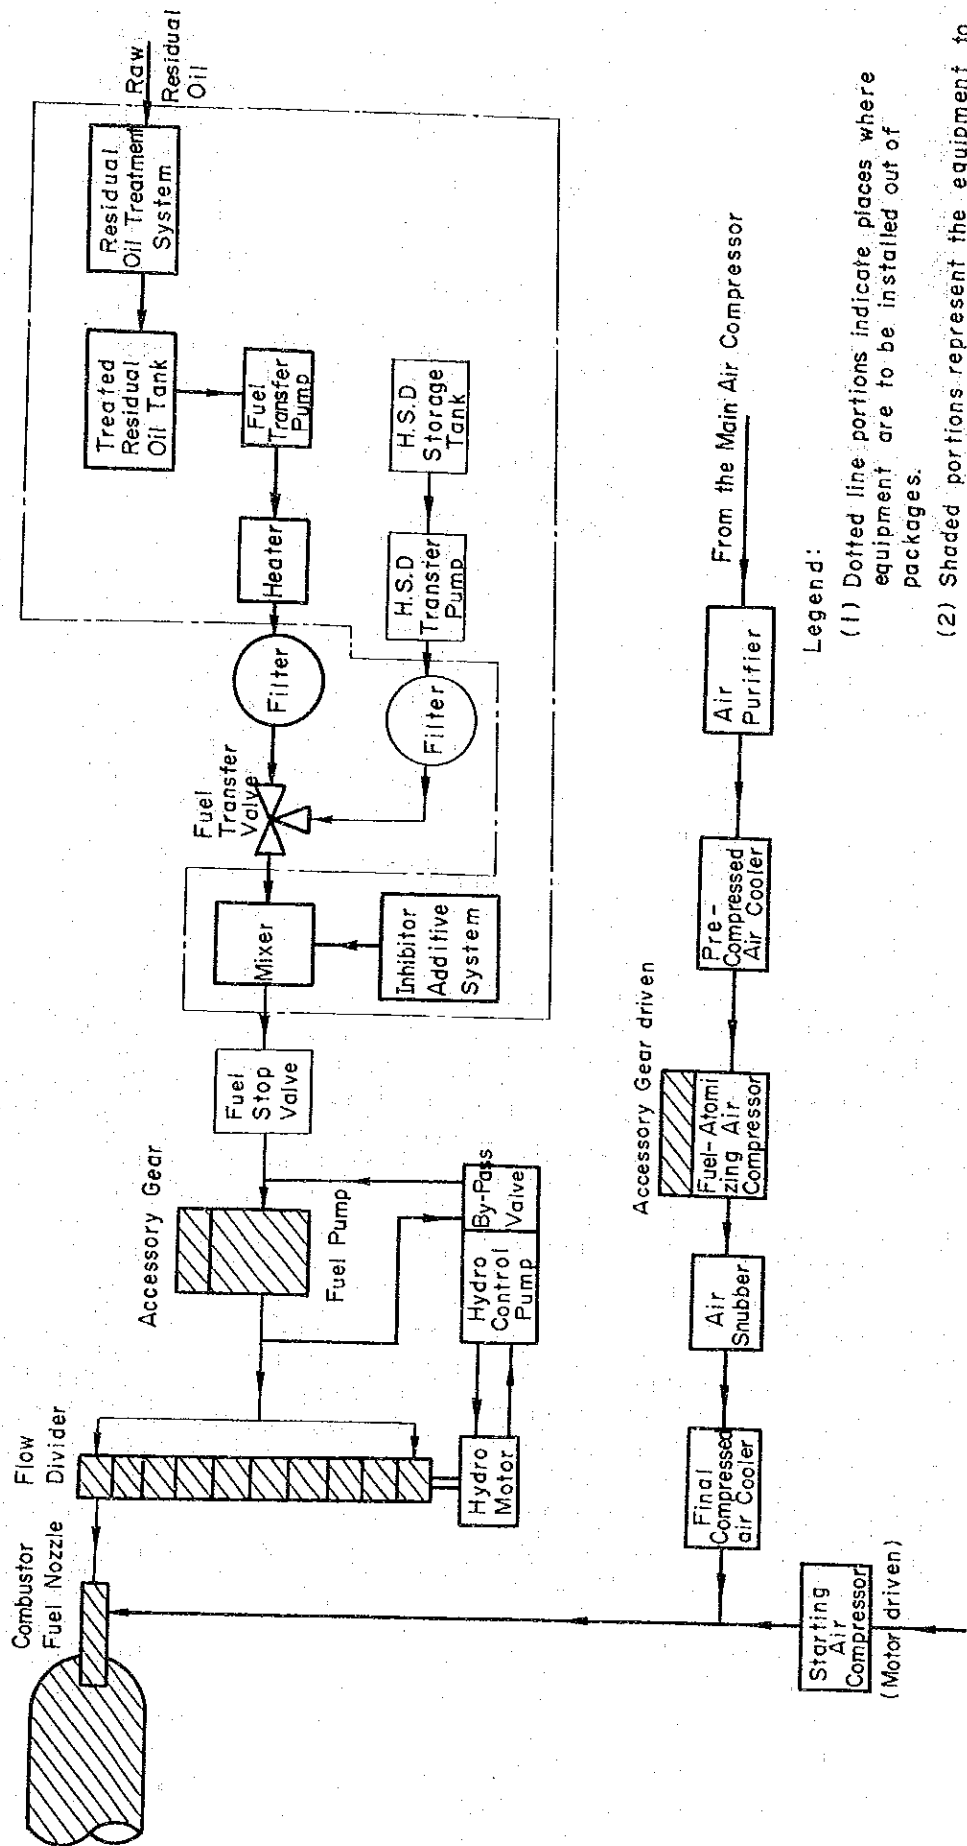 Combustor
Fuel Nozzle
Flow
Divider
Accessory Gear
Fuel Pump
Hydro
Motor
Hydro
Control
Pump
By-Pass
Valve
Fuel
Stop
Valve
Mixer
Inhibitor
Additive
System
Fuel
Transfer
Valve
Filter
Filter
Heater
H.S.D
Transfer
Pump
Fuel
Transfer
Pump
H.S.D
Storage
Tank
Treated
Residual
Oil Tank
Residual
Oil Treatment
System
Raw
Residual
Oil
Starting
Air
Compressor
(Motor driven)
Final
Compressed
air Cooler
Air
Snubber
Accessory Gear driven
Fuel-Atomi
zing Air
Compressor
Pre-
Compressed
Air Cooler
Air
Purifier
From the Main Air Compressor
Legend:
(1) Dotted line portions indicate places where
equipment are to be installed out of
packages.
(2) Shaded portions represent the equipment to